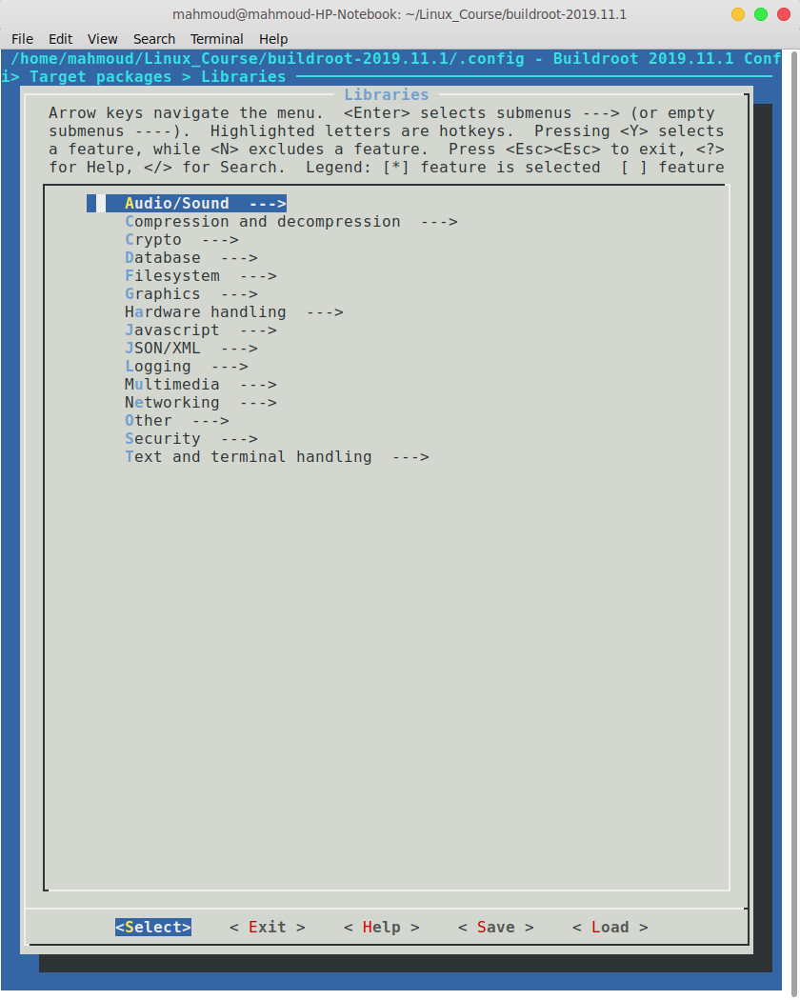 mahmoud@mahmoud-HP-Notebook: ~/Linux_Course/buildroot-2019.11.1
File Edit View Search Terminal Help
/home/mahmoud/Linux_Course/buildroot-2019.11.1/.config - Buildroot 2019.11.1 Conf
i> Target packages > Libraries
Libraries
Arrow keys navigate the menu.  <Enter> selects submenus ---> (or empty
submenus ----).  Highlighted letters are hotkeys.  Pressing <Y> selects
a feature, while <N> excludes a feature.  Press <Esc><Esc> to exit, <?>
for Help, </> for Search.  Legend: [*] feature is selected  [ ] feature
Audio/Sound  --->
Compression and decompression  --->
Crypto  --->
Database  --->
Filesystem  --->
Graphics  --->
Hardware handling  --->
Javascript  --->
JSON/XML  --->
Logging  --->
Multimedia  --->
Networking  --->
Other  --->
Security  --->
Text and terminal handling  --->
<Select>    < Exit >    < Help >    < Save >    < Load >